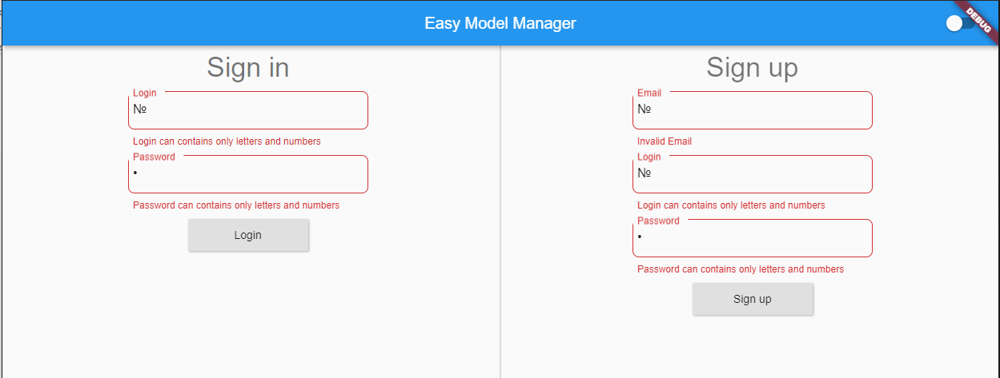 Easy Model Manager
DEBUG
Sign in
Login
№
Login can contains only letters and numbers
Password
•
Password can contains only letters and numbers
Login
Sign up
Email
№
Invalid Email
Login
№
Login can contains only letters and numbers
Password
•
Password can contains only letters and numbers
Sign up